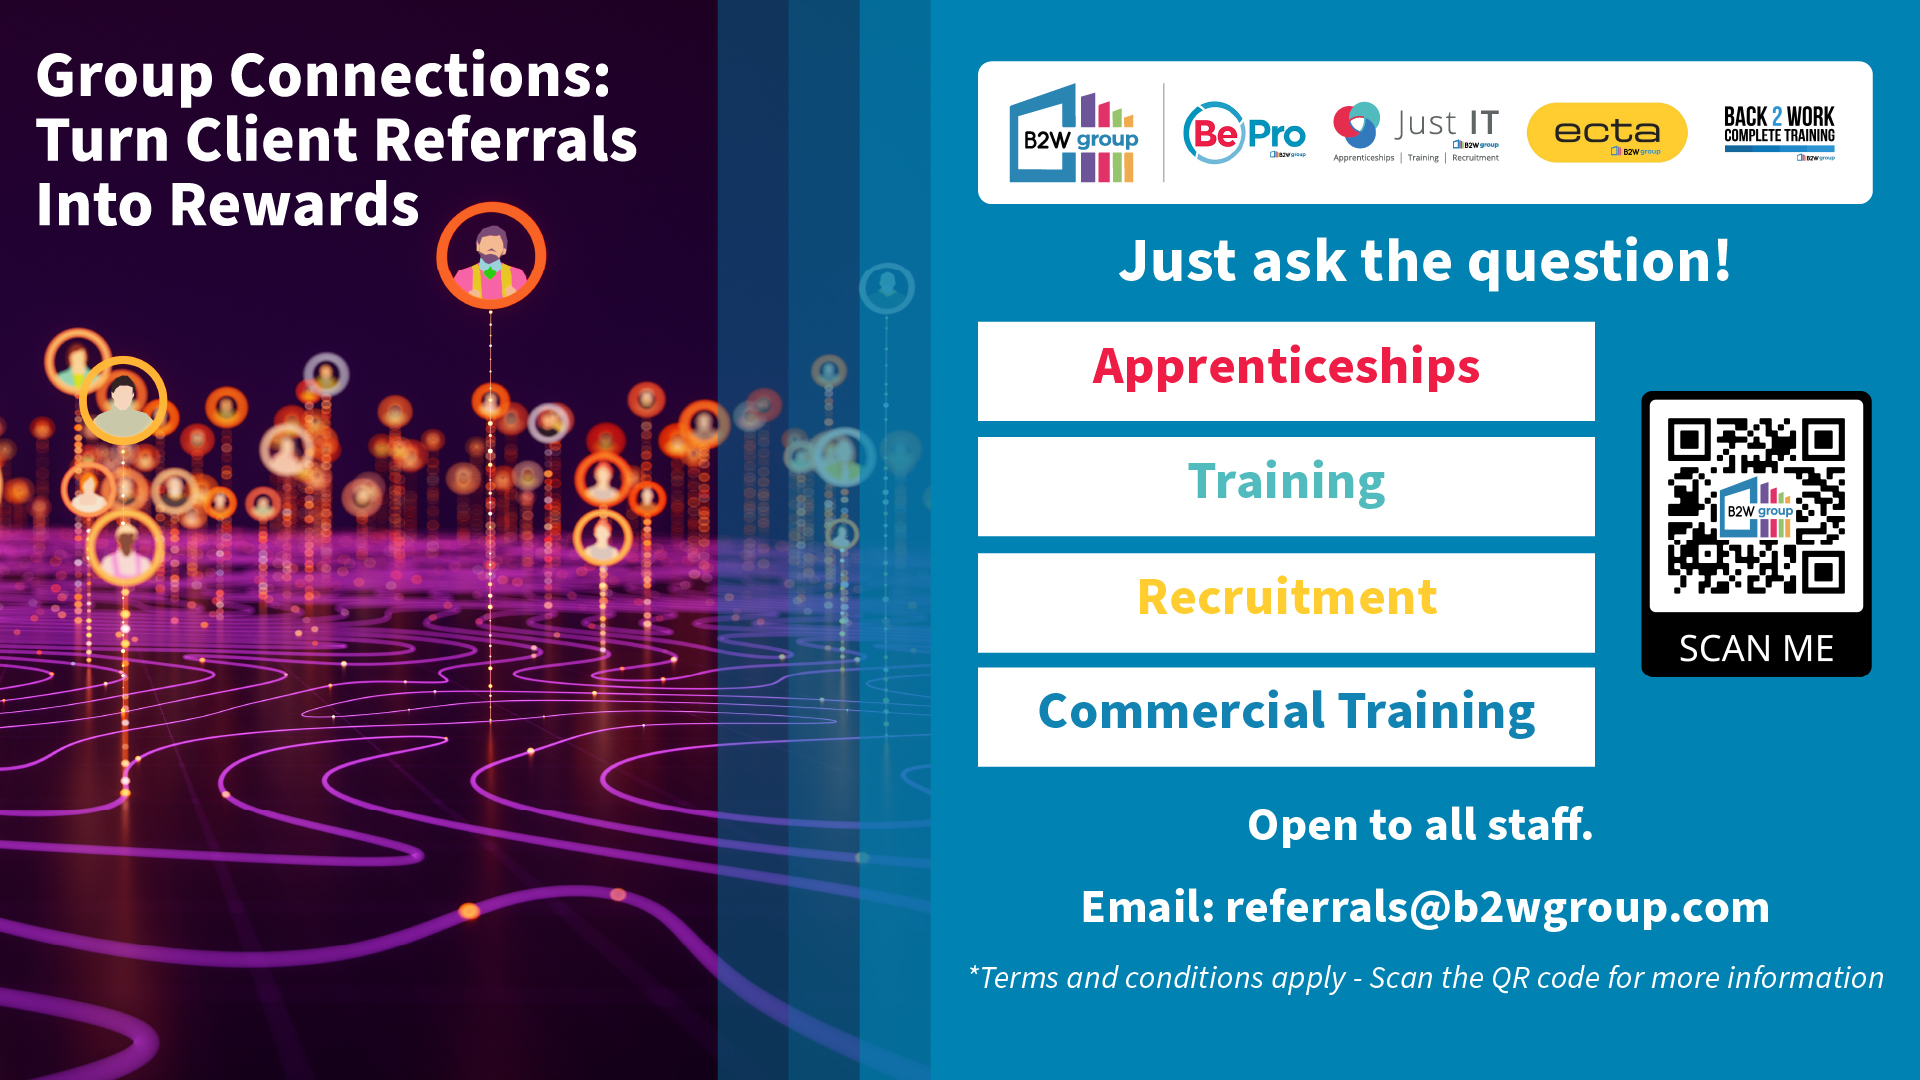 Group Connections:
Turn Client Referrals
Into Rewards
B2W group
Be Pro
B2W group
Just IT
B2W group
Apprenticeships | Training | Recruitment
ecta
B2W group
BACK 2 WORK
COMPLETE TRAINING
B2W group
Just ask the question!
Apprenticeships
Training
Recruitment
Commercial Training
B2W group
SCAN ME
Open to all staff.
Email: referrals@b2wgroup.com
*Terms and conditions apply - Scan the QR code for more information